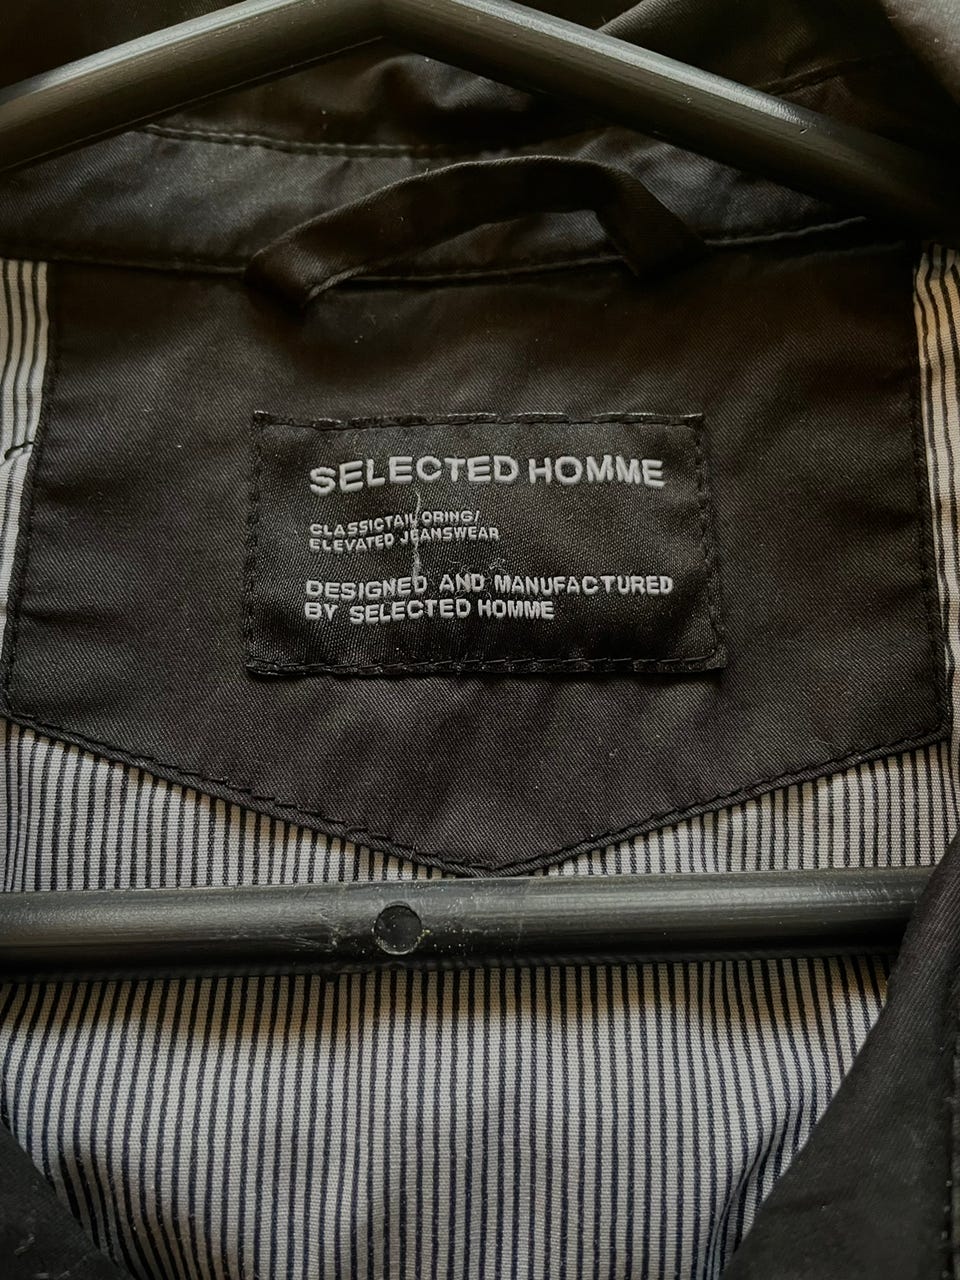 SELECTED HOMME
CLASSICTAILORING/
ELEVATED JEANSWEAR
DESIGNED AND MANUFACTURED
BY SELECTED HOMME